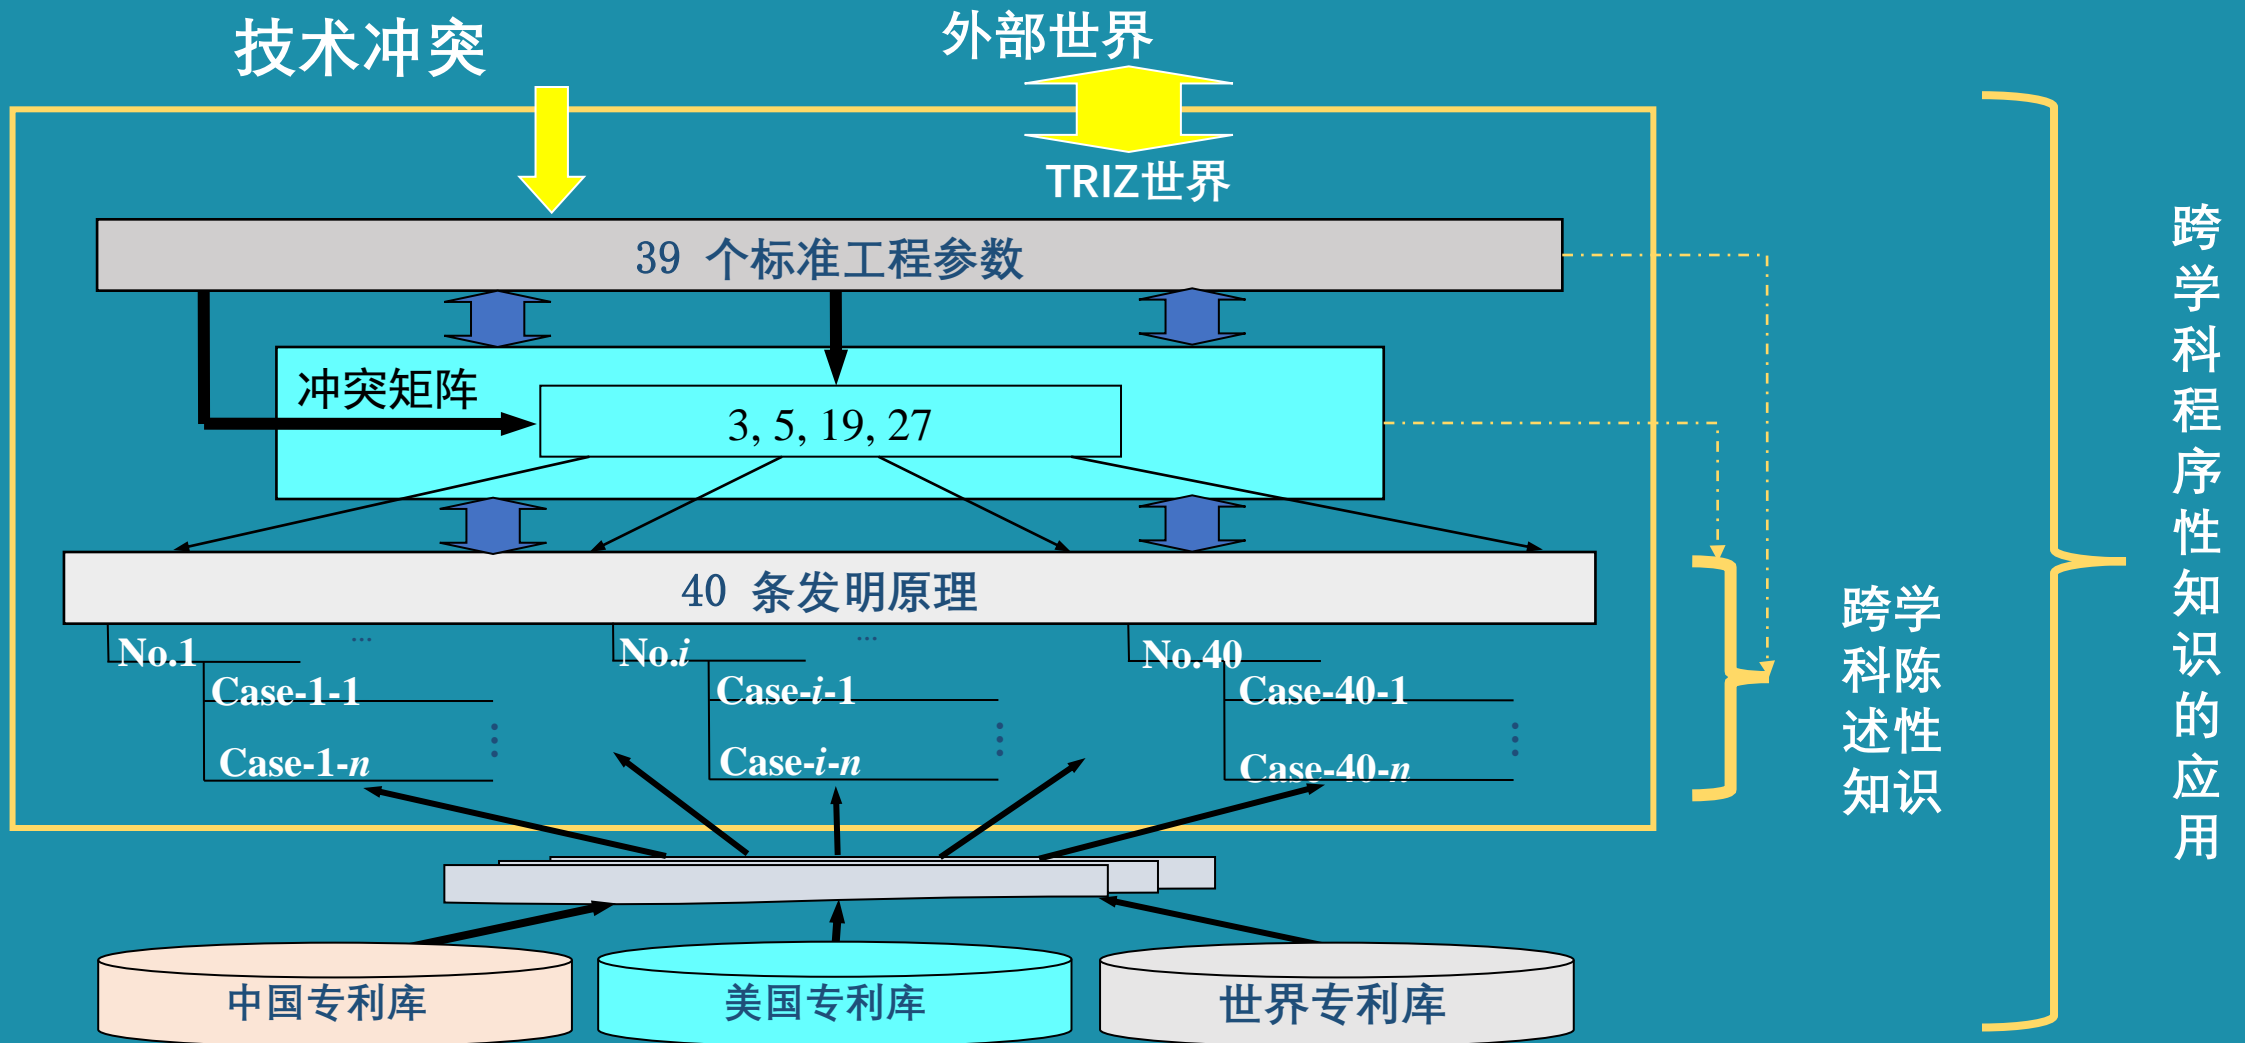 技术冲突
外部世界
TRIZ世界
39 个标准工程参数
冲突矩阵
3, 5, 19, 27
40 条发明原理
No.1
...
No.i
...
No.40
Case-1-1
Case-i-1
Case-40-1
Case-1-n
Case-i-n
Case-40-n
中国专利库
美国专利库
世界专利库
跨学
科陈
述性
知识
跨学科程序性知识的应用